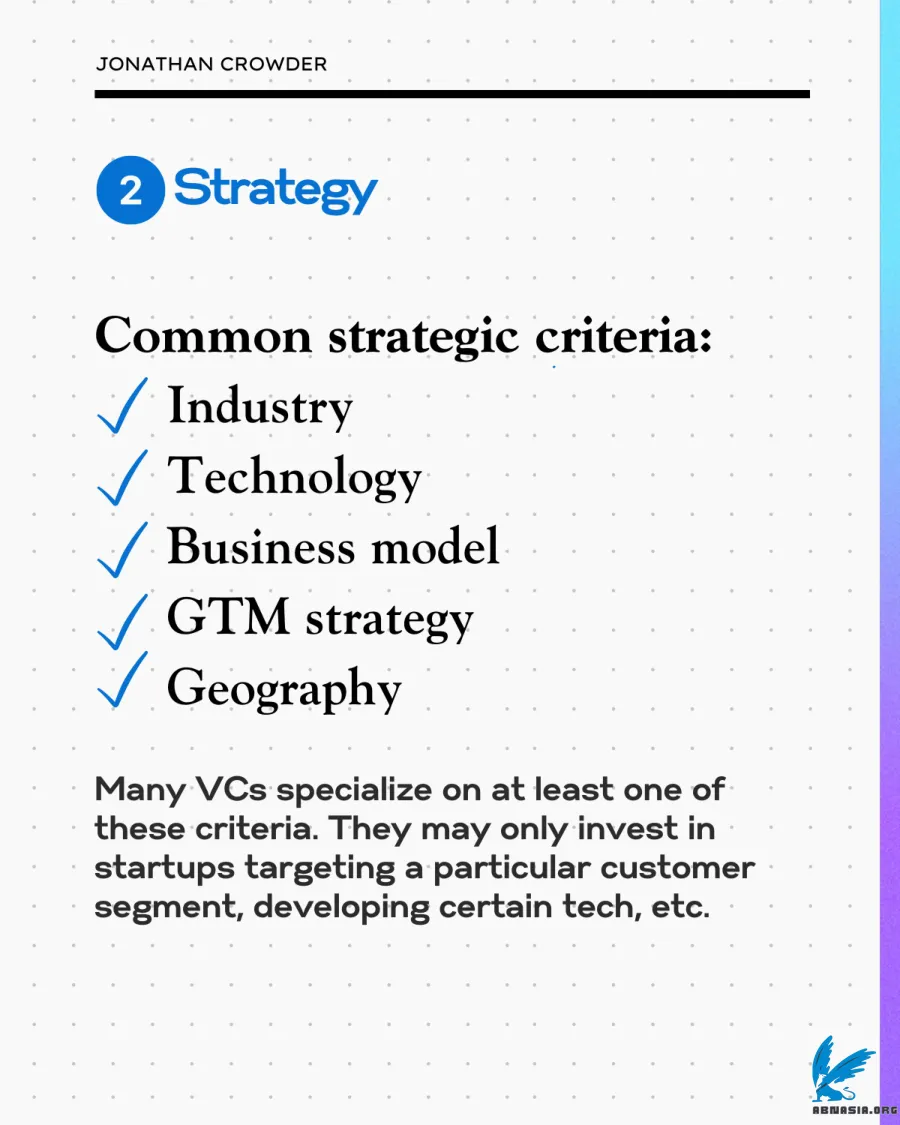 JONATHAN CROWDER
2 Strategy
Common strategic criteria:
Industry
Technology
Business model
GTM strategy
Geography
Many VCs specialize on at least one of
these criteria. They may only invest in
startups targeting a particular customer
segment, developing certain tech, etc.
ABNASIA.ORG